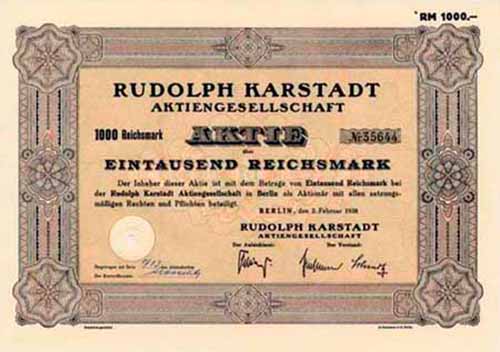 RM 1000.–
RUDOLPH KARSTADT
AKTIENGESELLSCHAFT
1000 Reichsmark AKTIE № 35644
über
EINTAUSEND REICHSMARK
Der Inhaber dieser Aktie ist mit dem Betrage von Eintausend Reichsmark bei
der Rudolph Karstadt Aktiengesellschaft in Berlin als Aktionär mit allen satzungs-
mäßigen Rechten und Pflichten beteiligt.
BERLIN, den 2. Februar 1938
RUDOLPH KARSTADT
AKTIENGESELLSCHAFT
Der Aufsichtsrat: Der Vorstand: